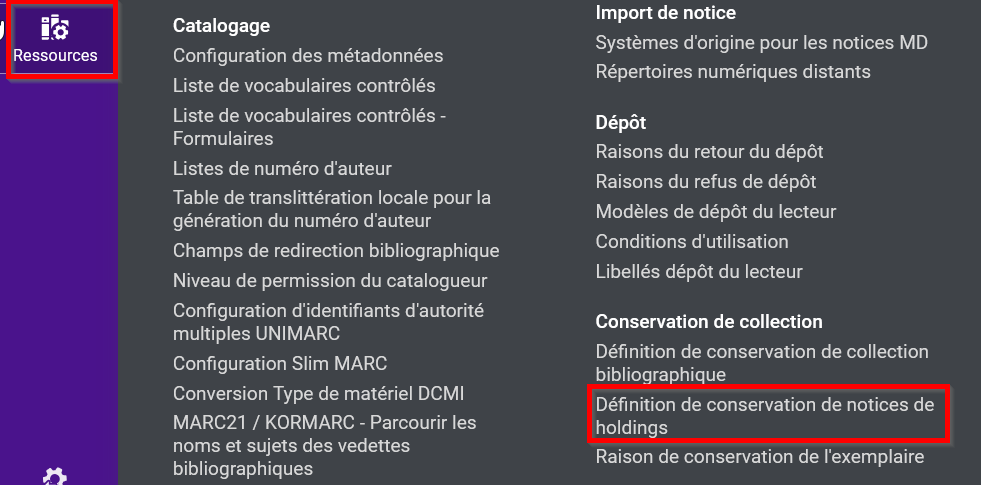 Ressources
Catalogage
Configuration des métadonnées
Liste de vocabulaires contrôlés
Liste de vocabulaires contrôlés -
Formulaires
Listes de numéro d'auteur
Table de translittération locale pour la
génération du numéro d'auteur
Champs de redirection bibliographique
Niveau de permission du catalogueur
Configuration d'identifiants d'autorité
multiples UNIMARC
Configuration Slim MARC
Conversion Type de matériel DCMI
MARC21 / KORMARC - Parcourir les
noms et sujets des vedettes
bibliographiques
Import de notice
Systèmes d'origine pour les notices MD
Répertoires numériques distants
Dépôt
Raisons du retour du dépôt
Raisons du refus de dépôt
Modèles de dépôt du lecteur
Conditions d'utilisation
Libellés dépôt du lecteur
Conservation de collection
Définition de conservation de collection
bibliographique
Définition de conservation de notices de
holdings
Raison de conservation de l'exemplaire